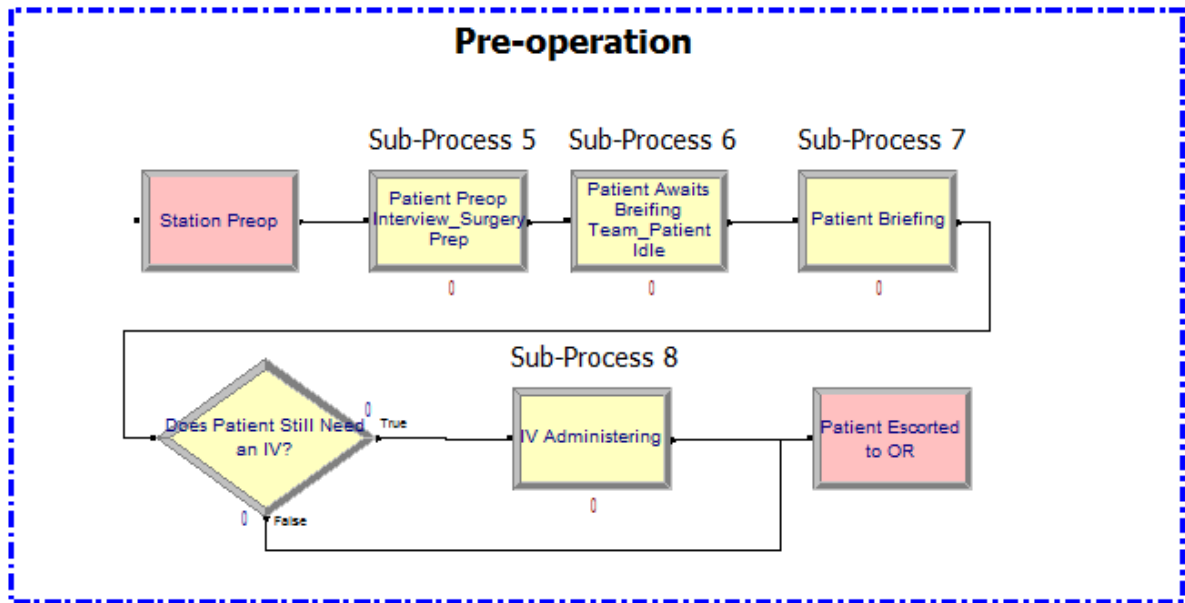 Pre-operation
Sub-Process 5
Sub-Process 6
Sub-Process 7
Station Preop
Patient Preop
Interview_Surgery
Prep
Patient Awaits
Breifing
Team_Patient
Idle
Patient Briefing
0
0
0
Sub-Process 8
Does Patient Still Need
an IV?
0
True
0
False
IV Administering
0
Patient Escorted
to OR